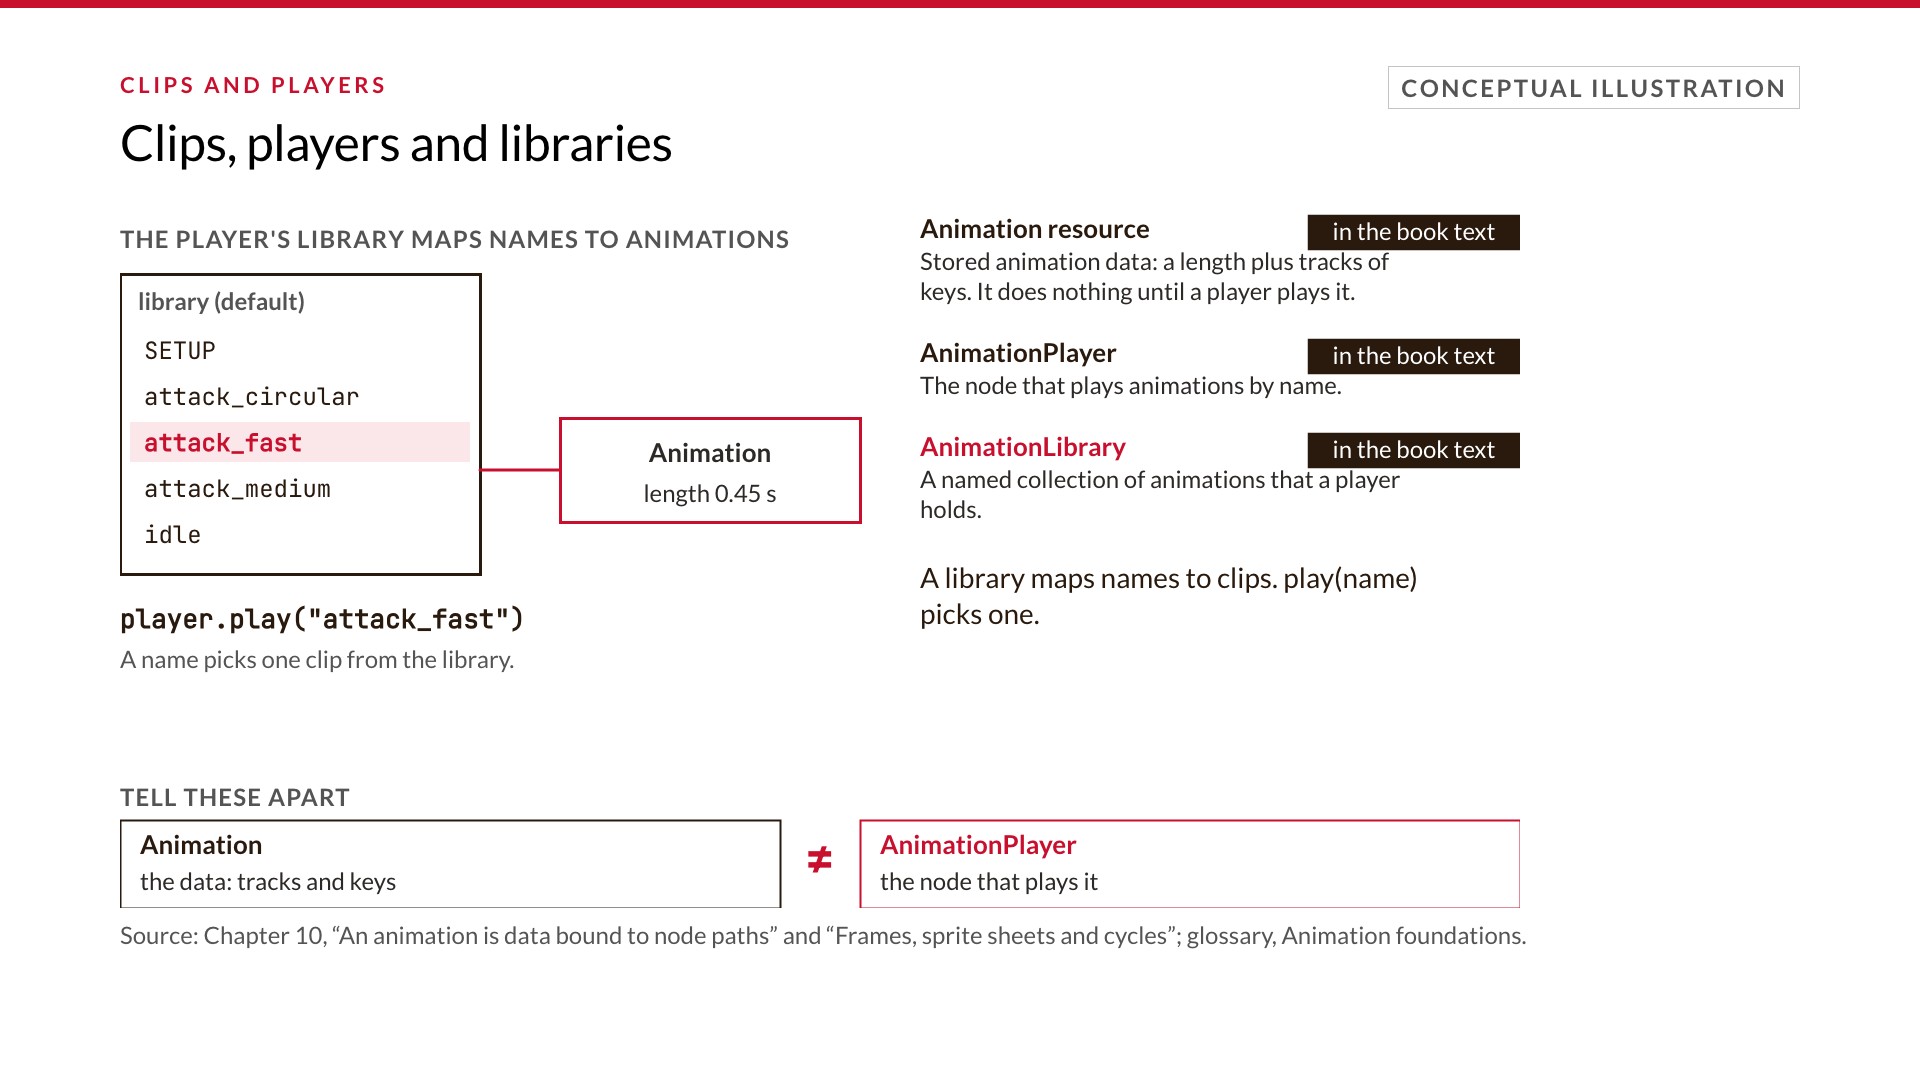 CLIPS AND PLAYERS
CONCEPTUAL ILLUSTRATION
Clips, players and libraries
THE PLAYER'S LIBRARY MAPS NAMES TO ANIMATIONS
library (default)
SETUP
attack_circular
attack_fast
attack_medium
idle
Animation
length 0.45 s
player.play("attack_fast")
A name picks one clip from the library.
Animation resource
in the book text
Stored animation data: a length plus tracks of
keys. It does nothing until a player plays it.
AnimationPlayer
in the book text
The node that plays animations by name.
AnimationLibrary
in the book text
A named collection of animations that a player
holds.
A library maps names to clips. play(name)
picks one.
TELL THESE APART
Animation
the data: tracks and keys
≠
AnimationPlayer
the node that plays it
Source: Chapter 10, “An animation is data bound to node paths” and “Frames, sprite sheets and cycles”; glossary, Animation foundations.